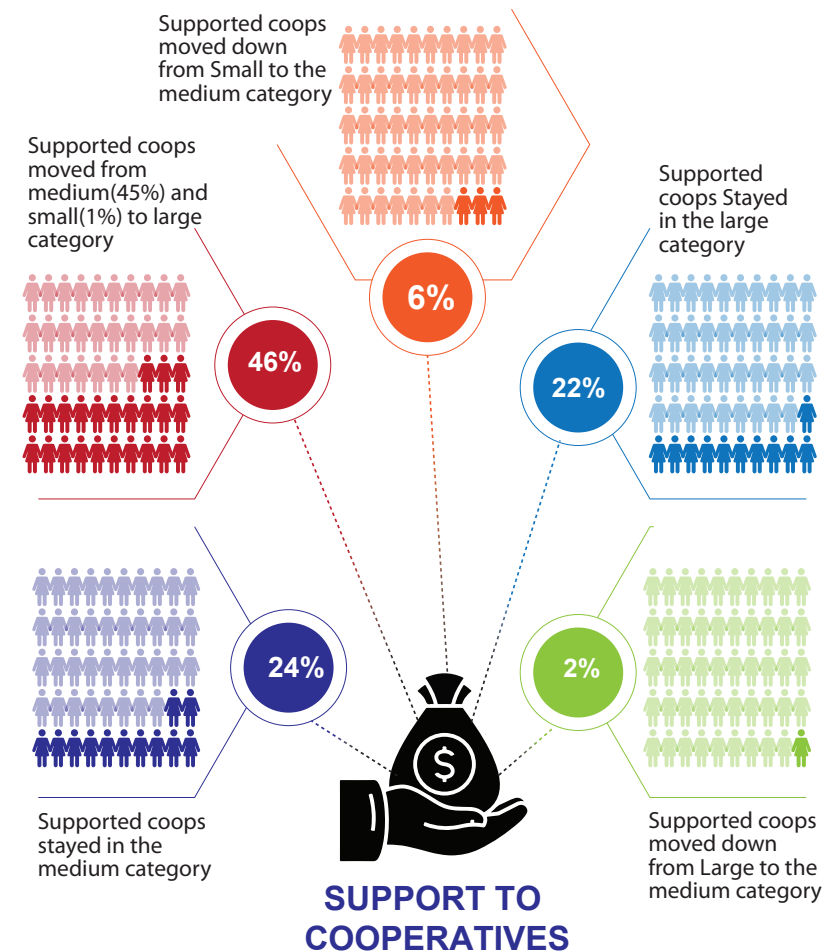 Supported coops
moved down
from Small to the
medium category
6%
Supported coops
moved from
medium(45%) and
small(1%) to large
category
46%
Supported
coops Stayed
in the large
category
22%
24%
Supported coops
stayed in the
medium category
2%
Supported coops
moved down
from Large to the
medium category
$
SUPPORT TO
COOPERATIVES